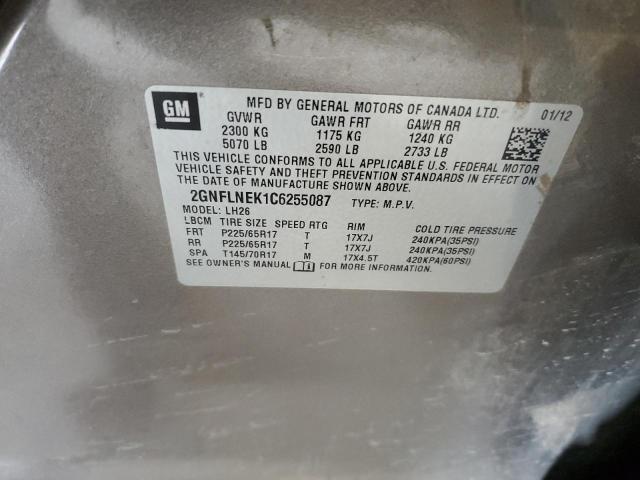 GM
MFD BY GENERAL MOTORS OF CANADA LTD. 01/12
GVWR GAWR FRT GAWR RR
2300 KG 1175 KG 1240 KG
5070 LB 2590 LB 2733 LB
THIS VEHICLE CONFORMS TO ALL APPLICABLE U.S. FEDERAL MOTOR
VEHICLE SAFETY AND THEFT PREVENTION STANDARDS IN EFFECT ON
THE DATE OF MANUFACTURE SHOWN ABOVE.
2GNFLNEK1C6255087 TYPE: M.P.V.
MODEL: LH26
LBCM TIRE SIZE SPEED RTG RIM COLD TIRE PRESSURE
FRT P225/65R17 T 17X7J 240KPA(35PSI)
RR P225/65R17 T 17X7J 240KPA(35PSI)
SPA T145/70R17 M 17X4.5T 420KPA(60PSI)
SEE OWNER'S MANUAL FOR MORE INFORMATION.